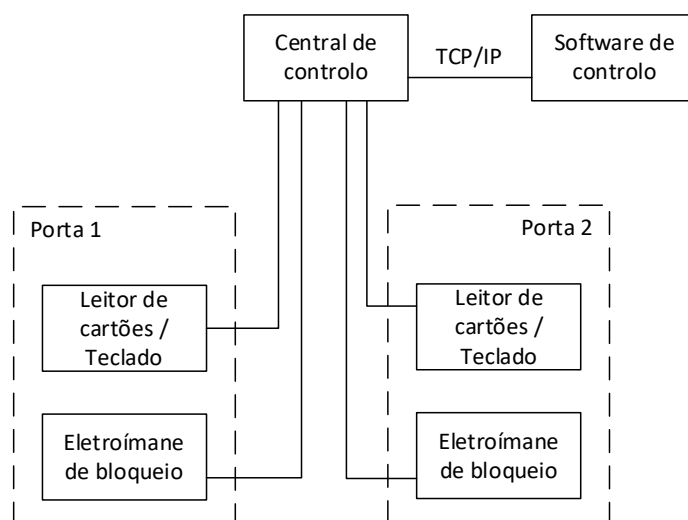 Central de
controlo
TCP/IP
Software de
controlo
Porta 1
Porta 2
Leitor de
cartões /
Teclado
Leitor de
cartões /
Teclado
Eletroímane
de bloqueio
Eletroímane
de bloqueio